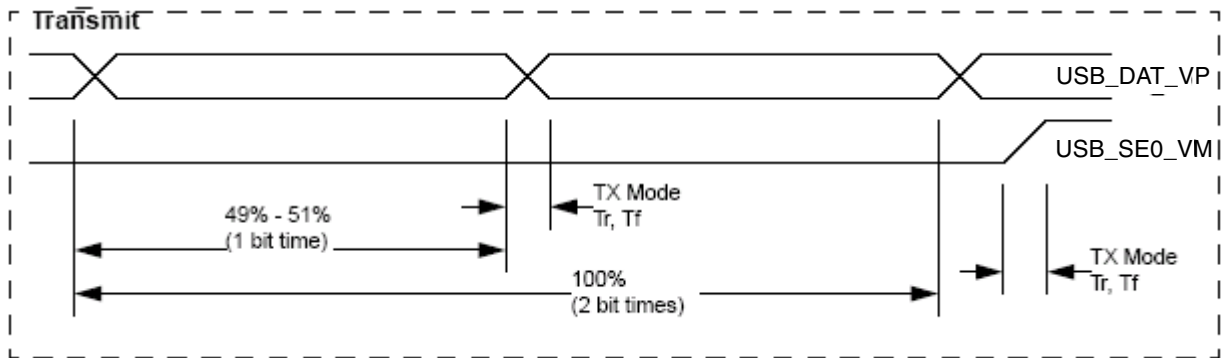 Transmit
USB_DAT_VP
USB_SE0_VM
TX Mode
Tr, Tf
49% - 51%
(1 bit time)
TX Mode
Tr, Tf
100%
(2 bit times)